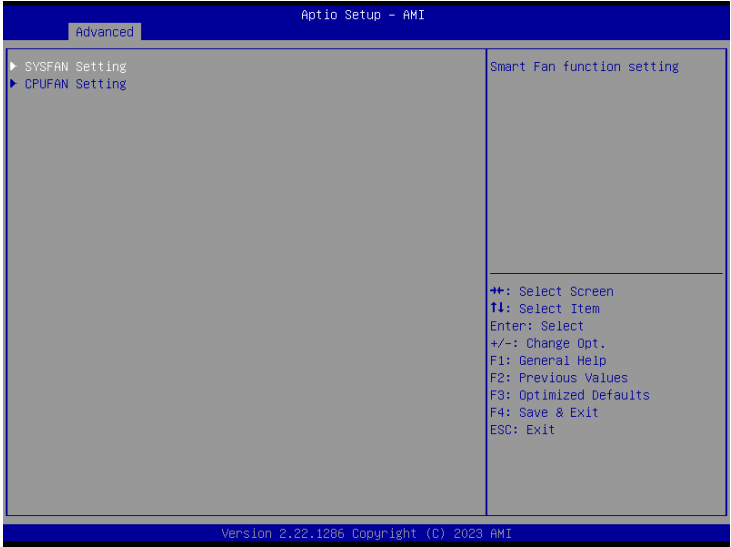 Aptio Setup – AMI
Advanced
▶ SYSFAN Setting
▶ CPUFAN Setting
Smart Fan function setting
→←: Select Screen
↑↓: Select Item
Enter: Select
+/-: Change Opt.
F1: General Help
F2: Previous Values
F3: Optimized Defaults
F4: Save & Exit
ESC: Exit
Version 2.22.1286 Copyright (C) 2023 AMI